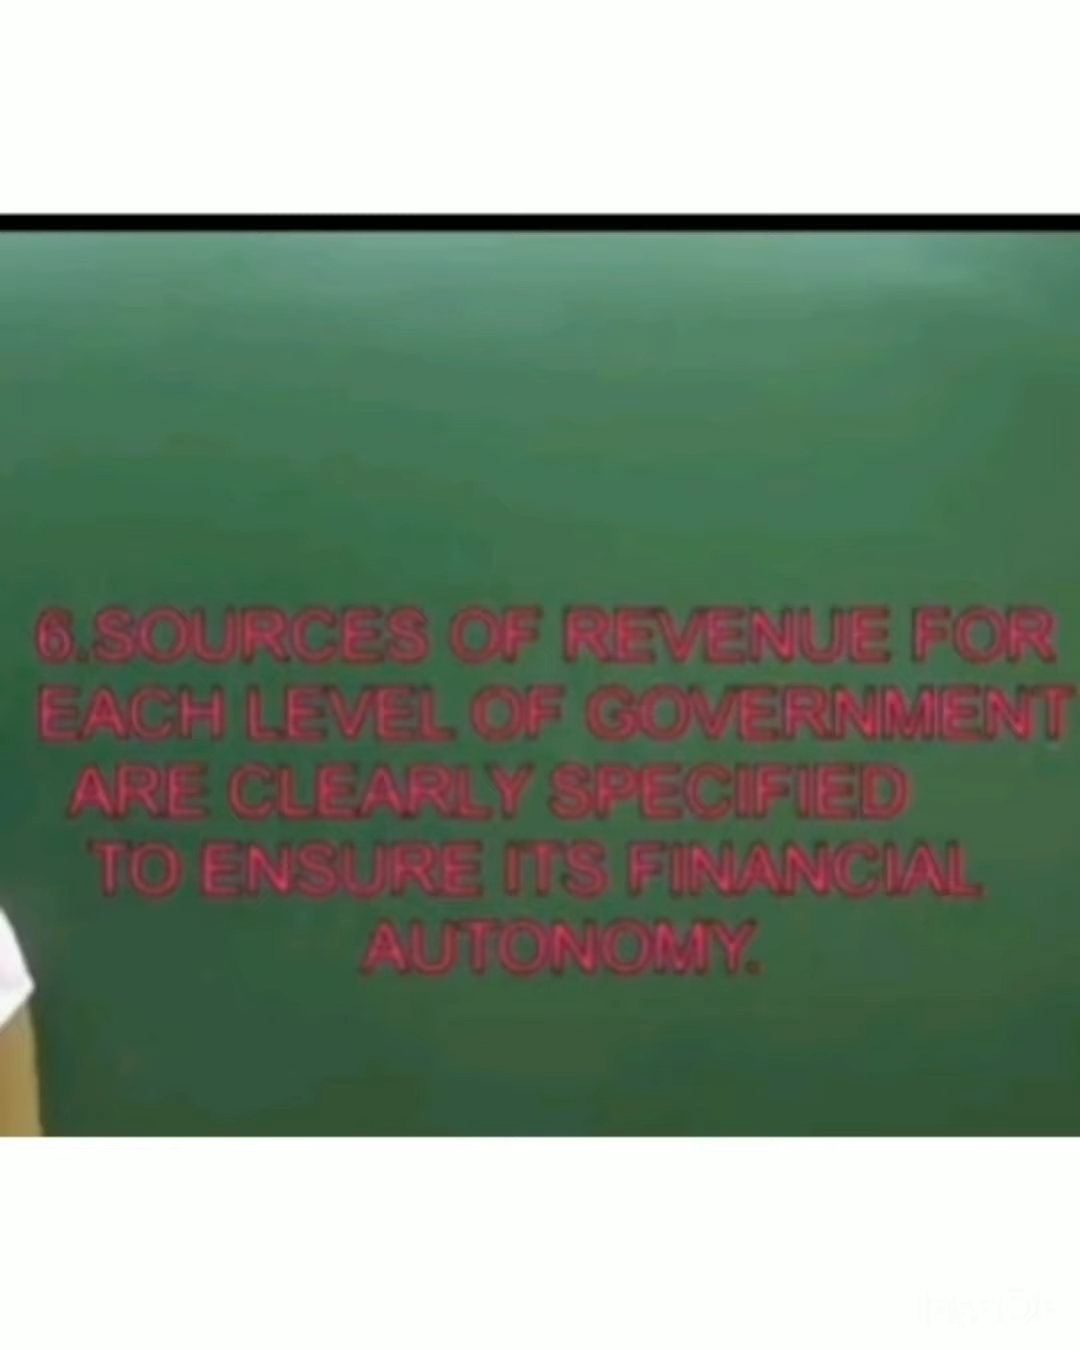 6.SOURCES OF REVENUE FOR
EACH LEVEL OF GOVERNMENT
ARE CLEARLY SPECIFIED
TO ENSURE ITS FINANCIAL
AUTONOMY.